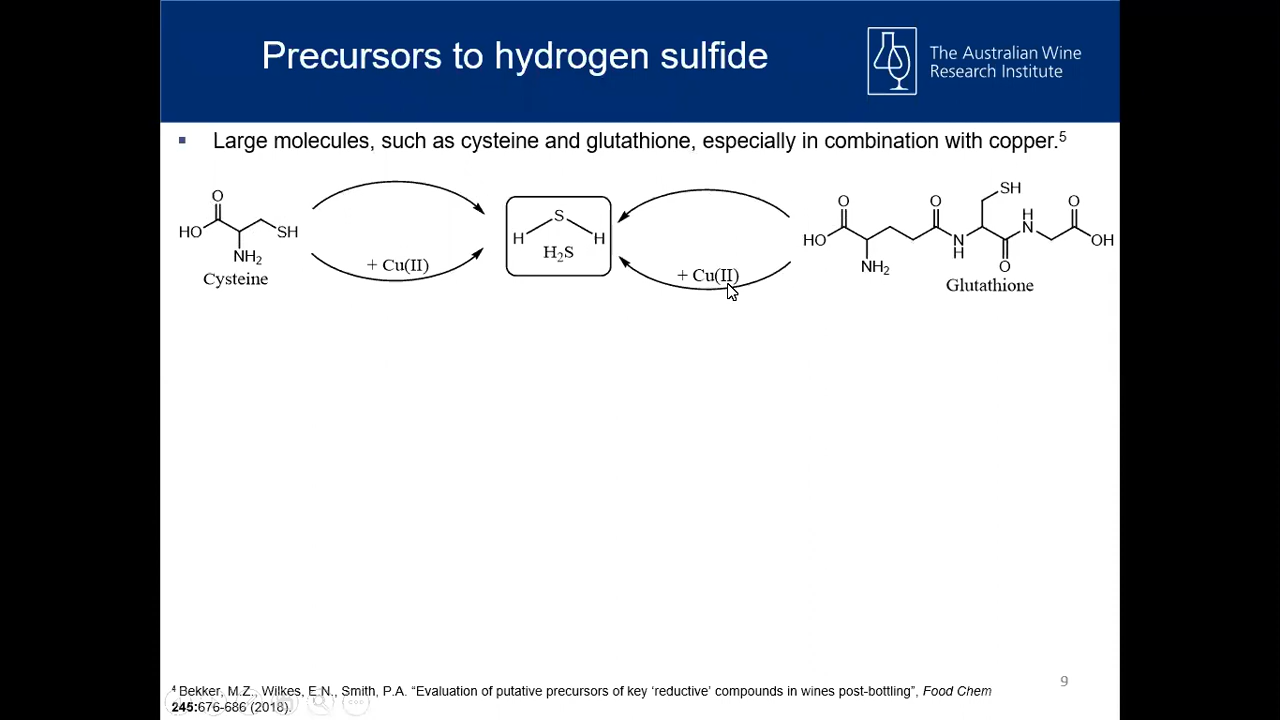 Precursors to hydrogen sulfide
The Australian Wine
Research Institute
▪ Large molecules, such as cysteine and glutathione, especially in combination with copper.⁵
O
HO
SH
NH₂
Cysteine
+ Cu(II)
S
H H
H₂S
+ Cu(II)
SH
O O H O
HO N N OH
NH₂ H O
Glutathione
⁴ Bekker, M.Z., Wilkes, E.N., Smith, P.A. “Evaluation of putative precursors of key ‘reductive’ compounds in wines post-bottling”, Food Chem
245:676-686 (2018).
9